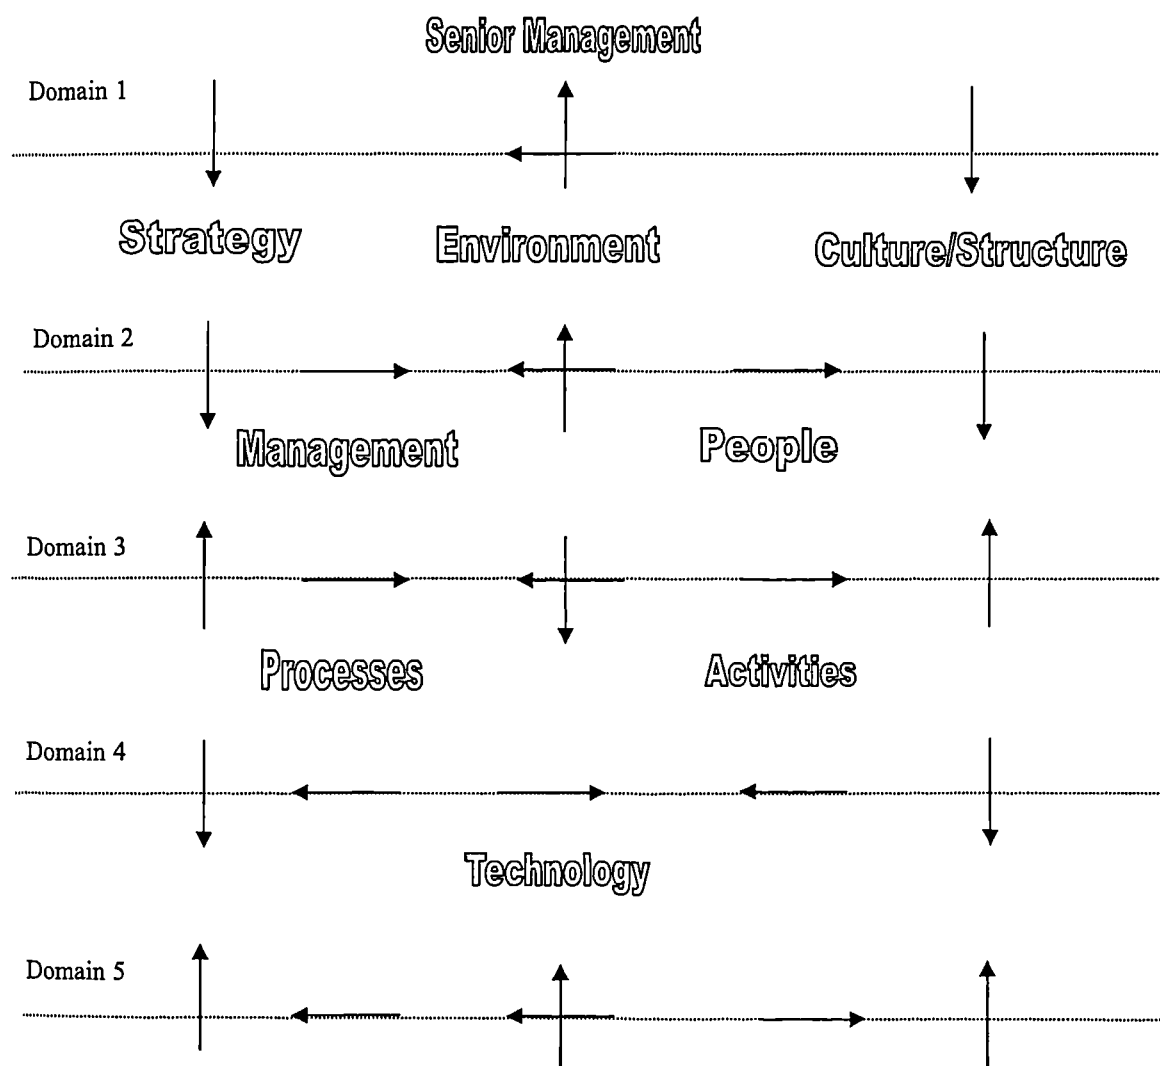 Senior Management
Domain 1
Strategy Environment Culture/Structure
Domain 2
Management People
Domain 3
Processes Activities
Domain 4
Technology
Domain 5